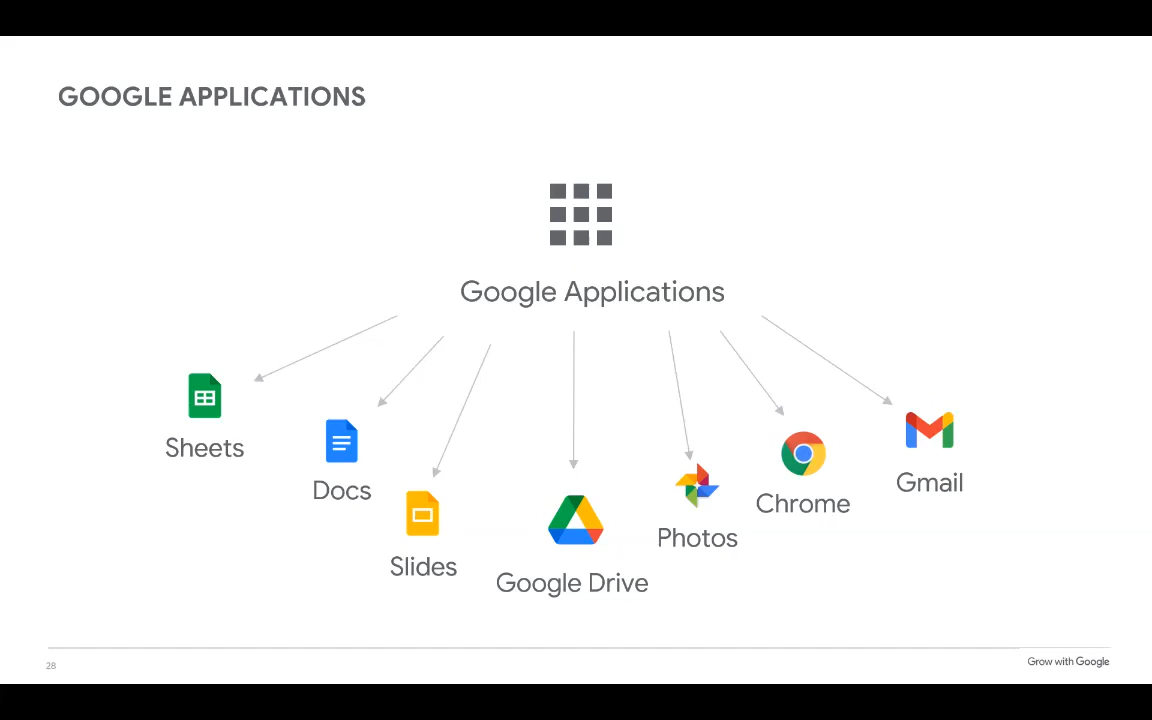 GOOGLE APPLICATIONS
Google Applications
Sheets
Docs
Slides
Google Drive
Photos
Chrome
Gmail
28
Grow with Google